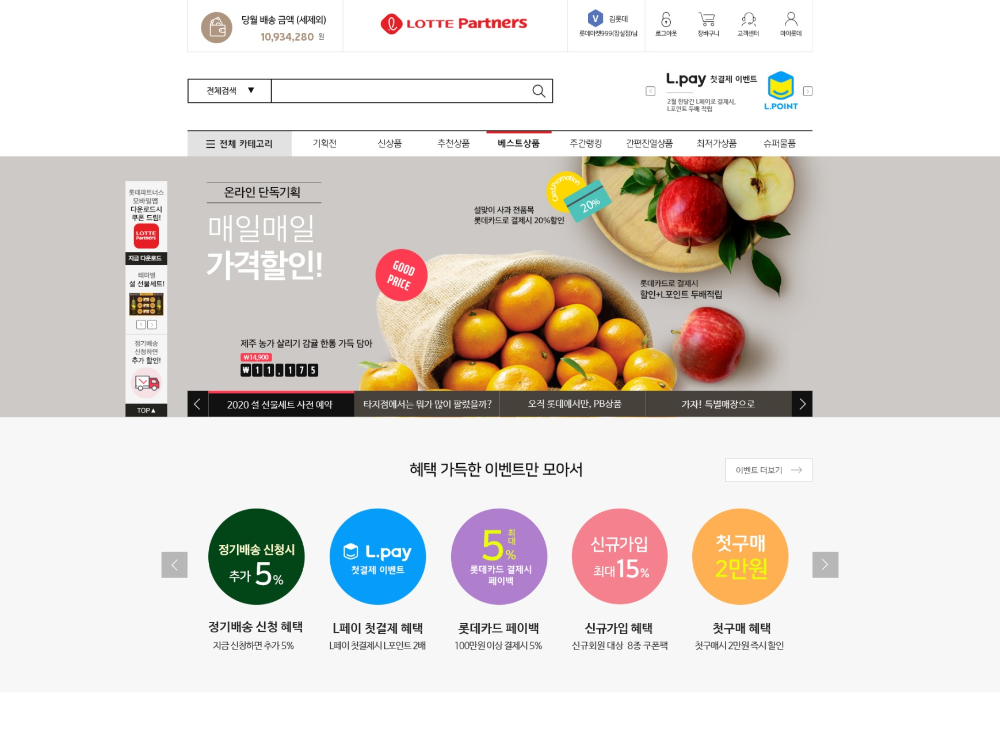 당월 배송 금액 (세제외)
10,934,280 원
LOTTE Partners
V 김롯데
롯데마켓999(잠실점)님
로그아웃
장바구니
고객센터
마이롯데
전체검색 ▼
L.pay 첫결제 이벤트
2월 한달간 L페이로 결제시,
L포인트 두배 적립
L.POINT
전체 카테고리
기획전
신상품
추천상품
베스트상품
주간랭킹
간편진열상품
최저가상품
슈퍼물품
롯데파트너스
모바일앱
다운로드시
쿠폰 드림!
LOTTE
Partners
지금 다운로드
테마별
설 선물세트!
정기배송
신청하면
추가 할인!
TOP▲
온라인 단독기획
매일매일
가격할인!
Card Promotion
20%
설맞이 사과 전품목
롯데카드로 결제시 20%할인
GOOD
PRICE
롯데카드로 결제시
할인+L포인트 두배적립
제주 농가 살리기 감귤 한통 가득 담아
₩14,900
₩11,175
2020 설 선물세트 사전 예약
타지점에서는 뭐가 많이 팔렸을까?
오직 롯데에서만, PB상품
가자! 특별매장으로
혜택 가득한 이벤트만 모아서
이벤트 더보기
정기배송 신청시
추가 5%
L.pay
첫결제 이벤트
최대
5%
롯데카드 결제시
페이백
신규가입
최대15%
첫구매
2만원
정기배송 신청 혜택
지금 신청하면 추가 5%
L페이 첫결제 혜택
L페이 첫결제시 L포인트 2배
롯데카드 페이백
100만원 이상 결제시 5%
신규가입 혜택
신규회원 대상 8종 쿠폰팩
첫구매 혜택
첫구매시 2만원 즉시 할인